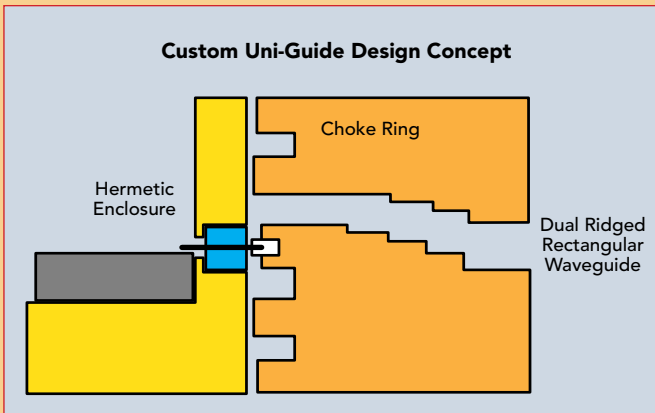 Custom Uni-Guide Design Concept
Choke Ring
Hermetic
Enclosure
Dual Ridged
Rectangular
Waveguide